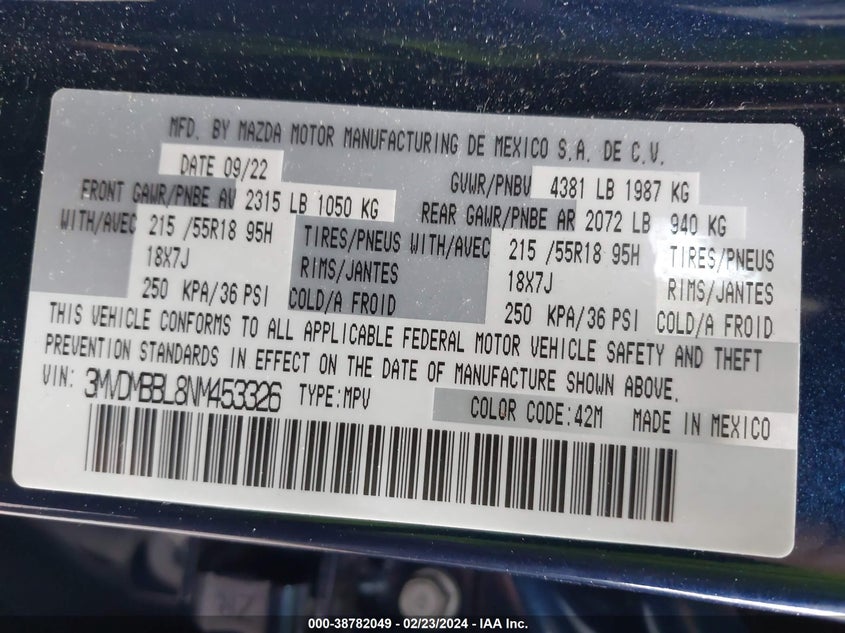 MFD. BY MAZDA MOTOR MANUFACTURING DE MEXICO S.A. DE C.V.
DATE 09/22 GVWR/PNBV 4381 LB 1987 KG
FRONT GAWR/PNBE AV 2315 LB 1050 KG REAR GAWR/PNBE AR 2072 LB 940 KG
WITH/AVEC 215 /55R18 95H TIRES/PNEUS WITH/AVEC 215 /55R18 95H TIRES/PNEUS
18X7J RIMS/JANTES 18X7J RIMS/JANTES
250 KPA/36 PSI COLD/A FROID 250 KPA/36 PSI COLD/A FROID
THIS VEHICLE CONFORMS TO ALL APPLICABLE FEDERAL MOTOR VEHICLE SAFETY AND THEFT
PREVENTION STANDARDS IN EFFECT ON THE DATE OF MANUFACTURE SHOWN ABOVE.
VIN: 3MVDMBBL8NM453326 TYPE:MPV COLOR CODE:42M MADE IN MEXICO
000-38782049 - 02/23/2024 - IAA Inc.